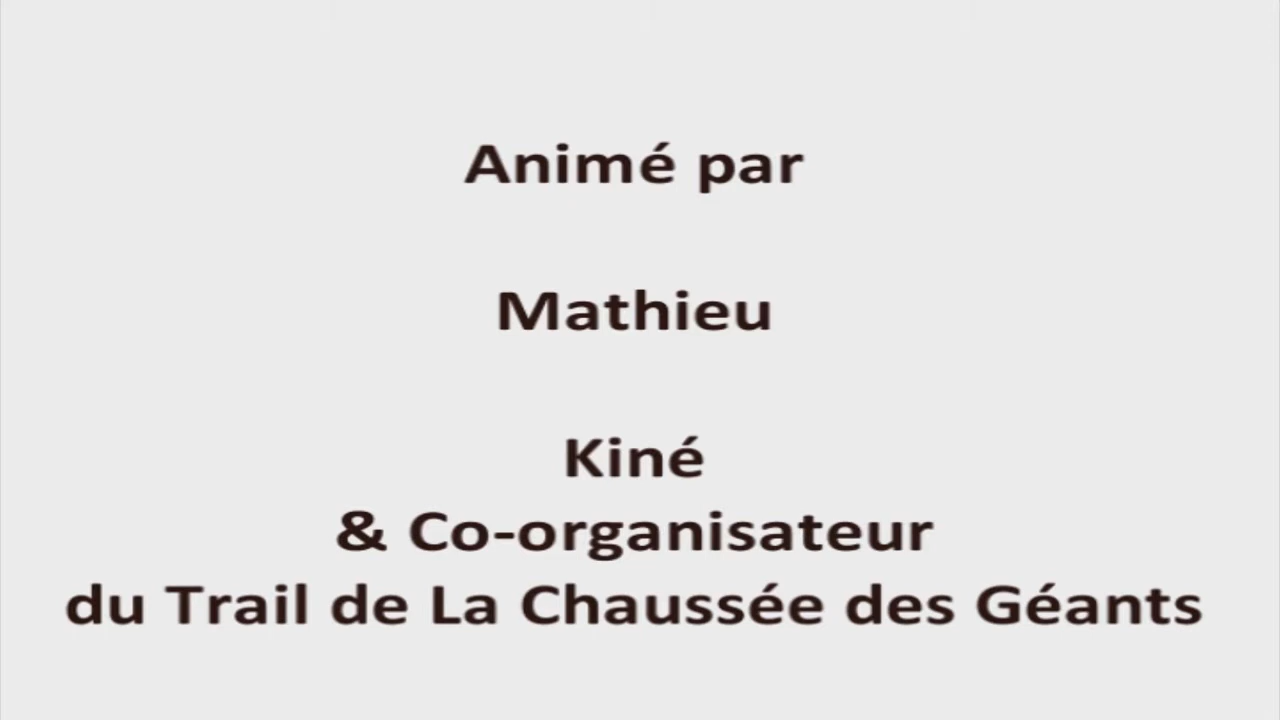 Animé par
Mathieu
Kiné
& Co-organisateur
du Trail de La Chaussée des Géants